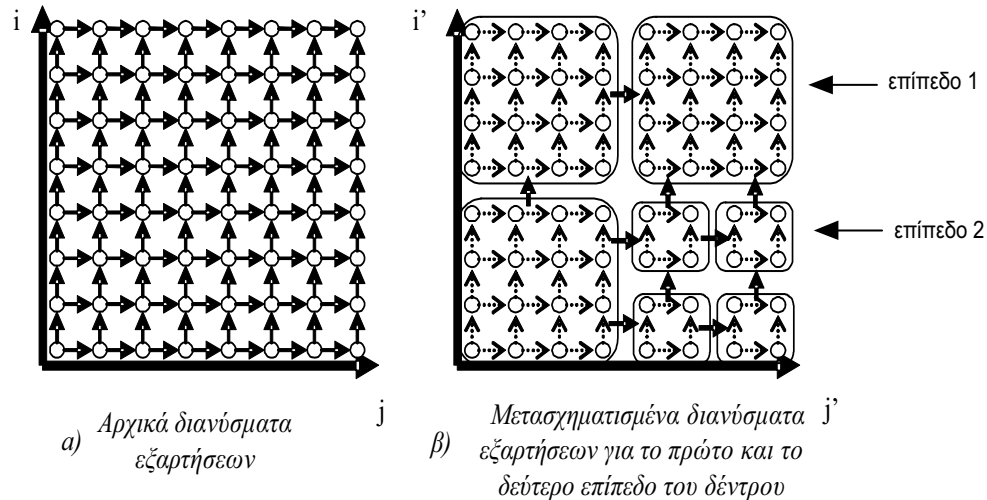 i
i’
επίπεδο 1
επίπεδο 2
j
j’
α) Αρχικά διανύσματα
εξαρτήσεων
β) Μετασχηματισμένα διανύσματα
εξαρτήσεων για το πρώτο και το
δεύτερο επίπεδο του δέντρου